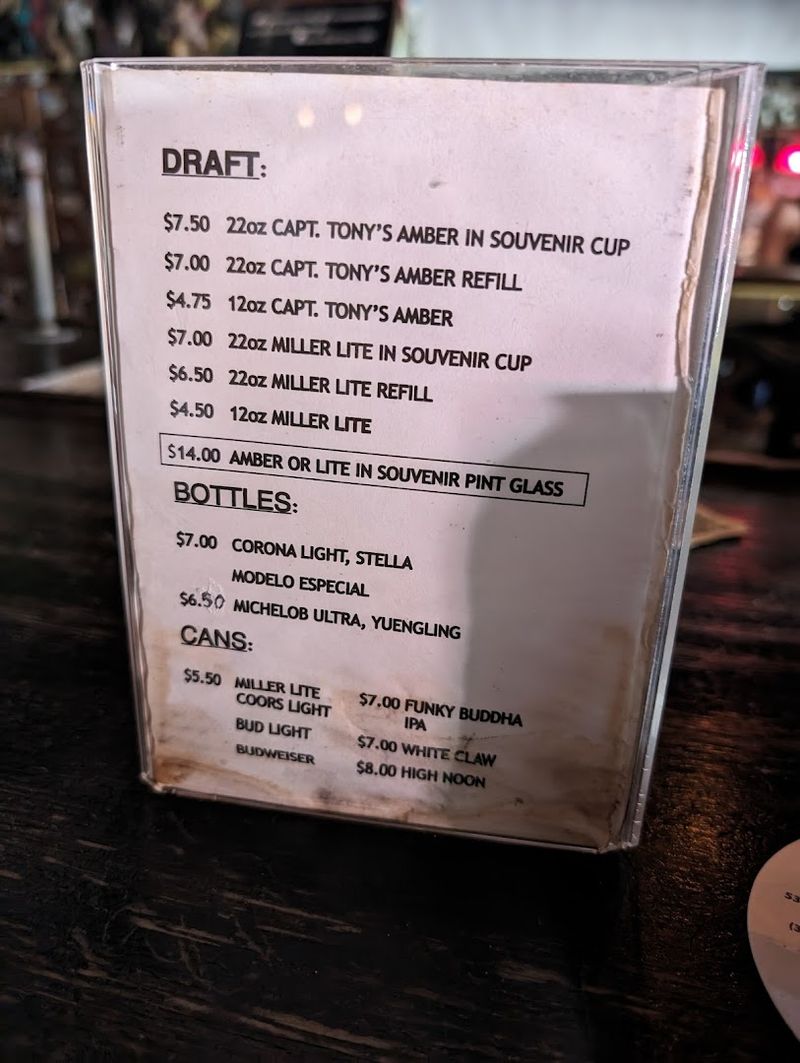 DRAFT:
$7.50 22oz CAPT. TONY'S AMBER IN SOUVENIR CUP
$7.00 22oz CAPT. TONY'S AMBER REFILL
$4.75 12oz CAPT. TONY'S AMBER
$7.00 22oz MILLER LITE IN SOUVENIR CUP
$6.50 22oz MILLER LITE REFILL
$4.50 12oz MILLER LITE
$14.00 AMBER OR LITE IN SOUVENIR PINT GLASS
BOTTLES:
$7.00 CORONA LIGHT, STELLA
MODELO ESPECIAL
$6.50 MICHELOB ULTRA, YUENGLING
CANS:
$5.50 MILLER LITE
COORS LIGHT
BUD LIGHT
BUDWEISER
$7.00 FUNKY BUDDHA
IPA
$7.00 WHITE CLAW
$8.00 HIGH NOON
53
(3